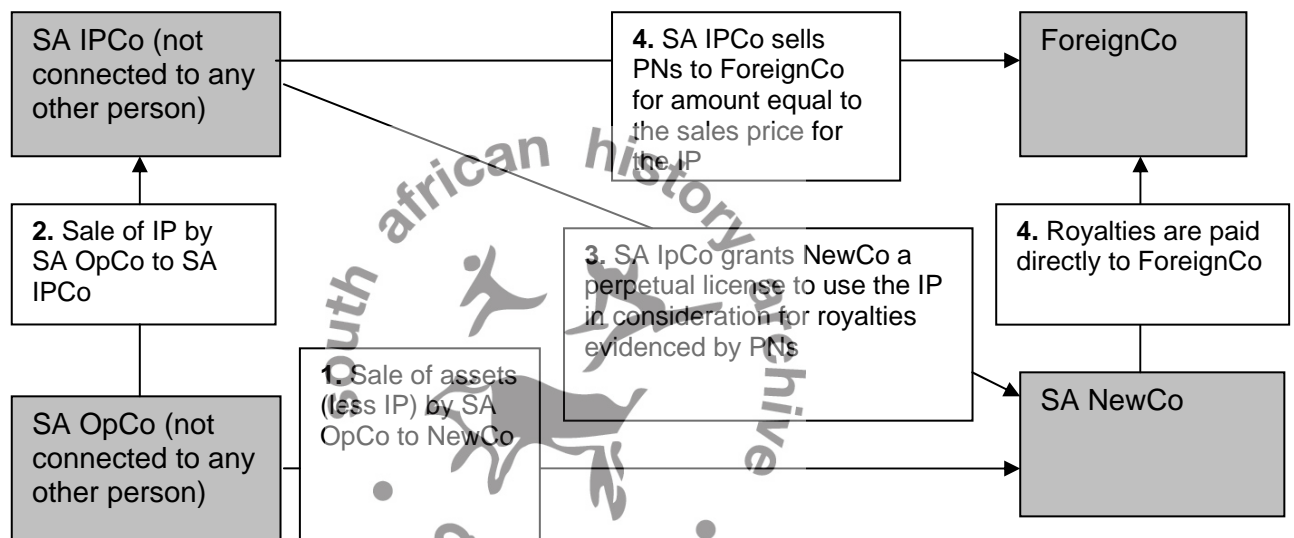 SA IPCo (not
connected to any
other person)
4. SA IPCo sells
PNs to ForeignCo
for amount equal to
the sales price for
the IP
ForeignCo
2. Sale of IP by
SA OpCo to SA
IPCo
3. SA IpCo grants NewCo a
perpetual license to use the IP
in consideration for royalties
evidenced by PNs
4. Royalties are paid
directly to ForeignCo
1. Sale of assets
(less IP) by SA
OpCo to NewCo
SA OpCo (not
connected to any
other person)
SA NewCo
south african history archive